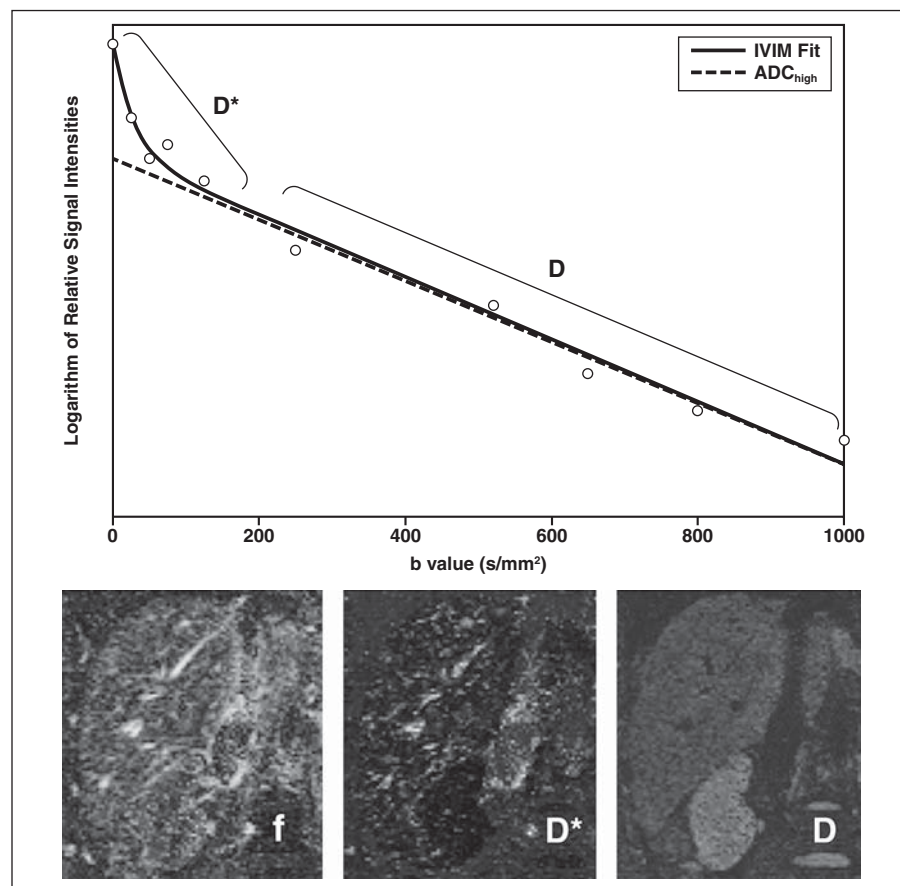 IVIM Fit
ADChigh
D*
D
Logarithm of Relative Signal Intensities
0 200 400 600 800 1000
b value (s/mm²)
f D* D